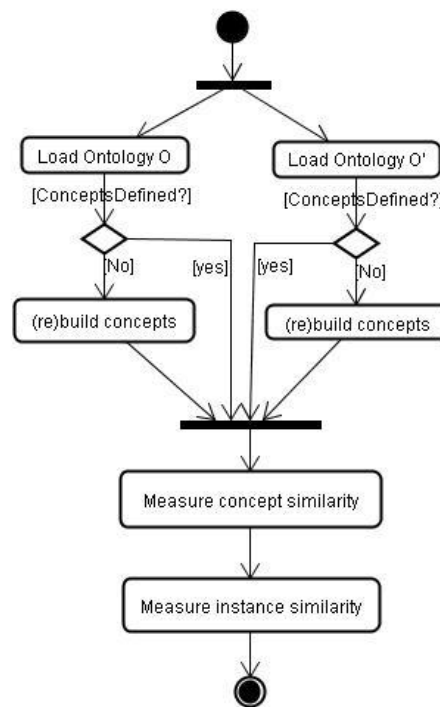 Load Ontology O
Load Ontology O'
[ConceptsDefined?]
[ConceptsDefined?]
[No]
[yes]
[yes]
[No]
(re)build concepts
(re)build concepts
Measure concept similarity
Measure instance similarity